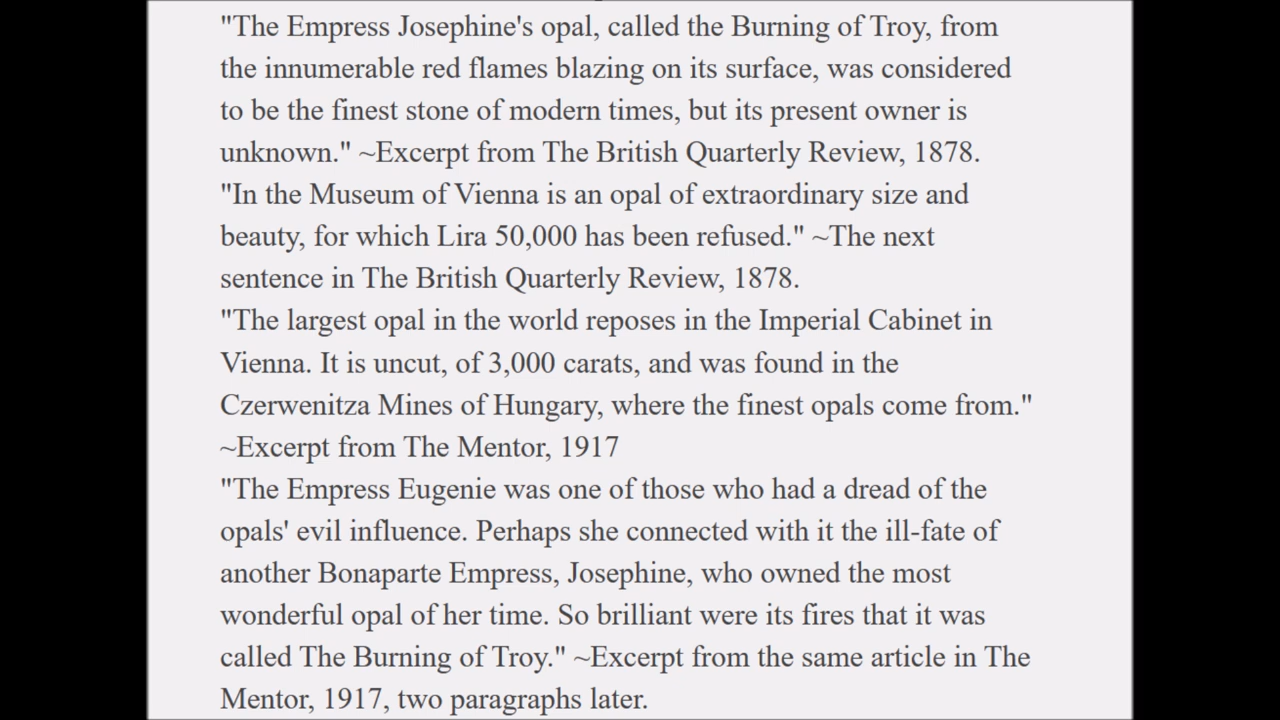 "The Empress Josephine's opal, called the Burning of Troy, from
the innumerable red flames blazing on its surface, was considered
to be the finest stone of modern times, but its present owner is
unknown." ~Excerpt from The British Quarterly Review, 1878.
"In the Museum of Vienna is an opal of extraordinary size and
beauty, for which Lira 50,000 has been refused." ~The next
sentence in The British Quarterly Review, 1878.
"The largest opal in the world reposes in the Imperial Cabinet in
Vienna. It is uncut, of 3,000 carats, and was found in the
Czerwenitza Mines of Hungary, where the finest opals come from."
~Excerpt from The Mentor, 1917
"The Empress Eugenie was one of those who had a dread of the
opals' evil influence. Perhaps she connected with it the ill-fate of
another Bonaparte Empress, Josephine, who owned the most
wonderful opal of her time. So brilliant were its fires that it was
called The Burning of Troy." ~Excerpt from the same article in The
Mentor, 1917, two paragraphs later.